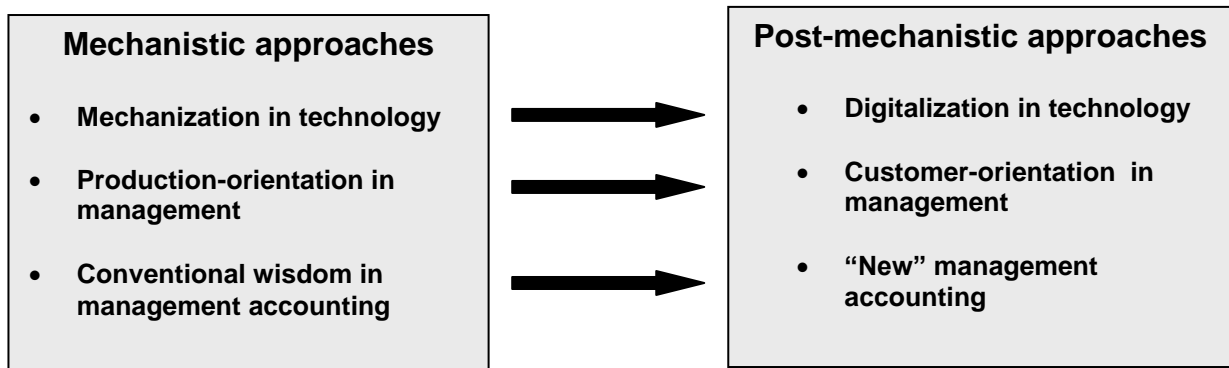 Mechanistic approaches
• Mechanization in technology
• Production-orientation in
management
• Conventional wisdom in
management accounting
Post-mechanistic approaches
• Digitalization in technology
• Customer-orientation in
management
• “New” management
accounting